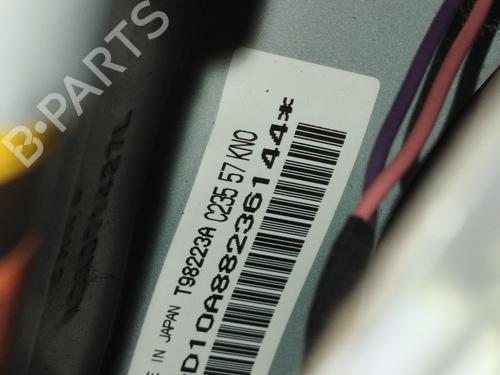 B-PARTS
E IN JAPAN T98223A C235 57 KNO
D10A88236144*